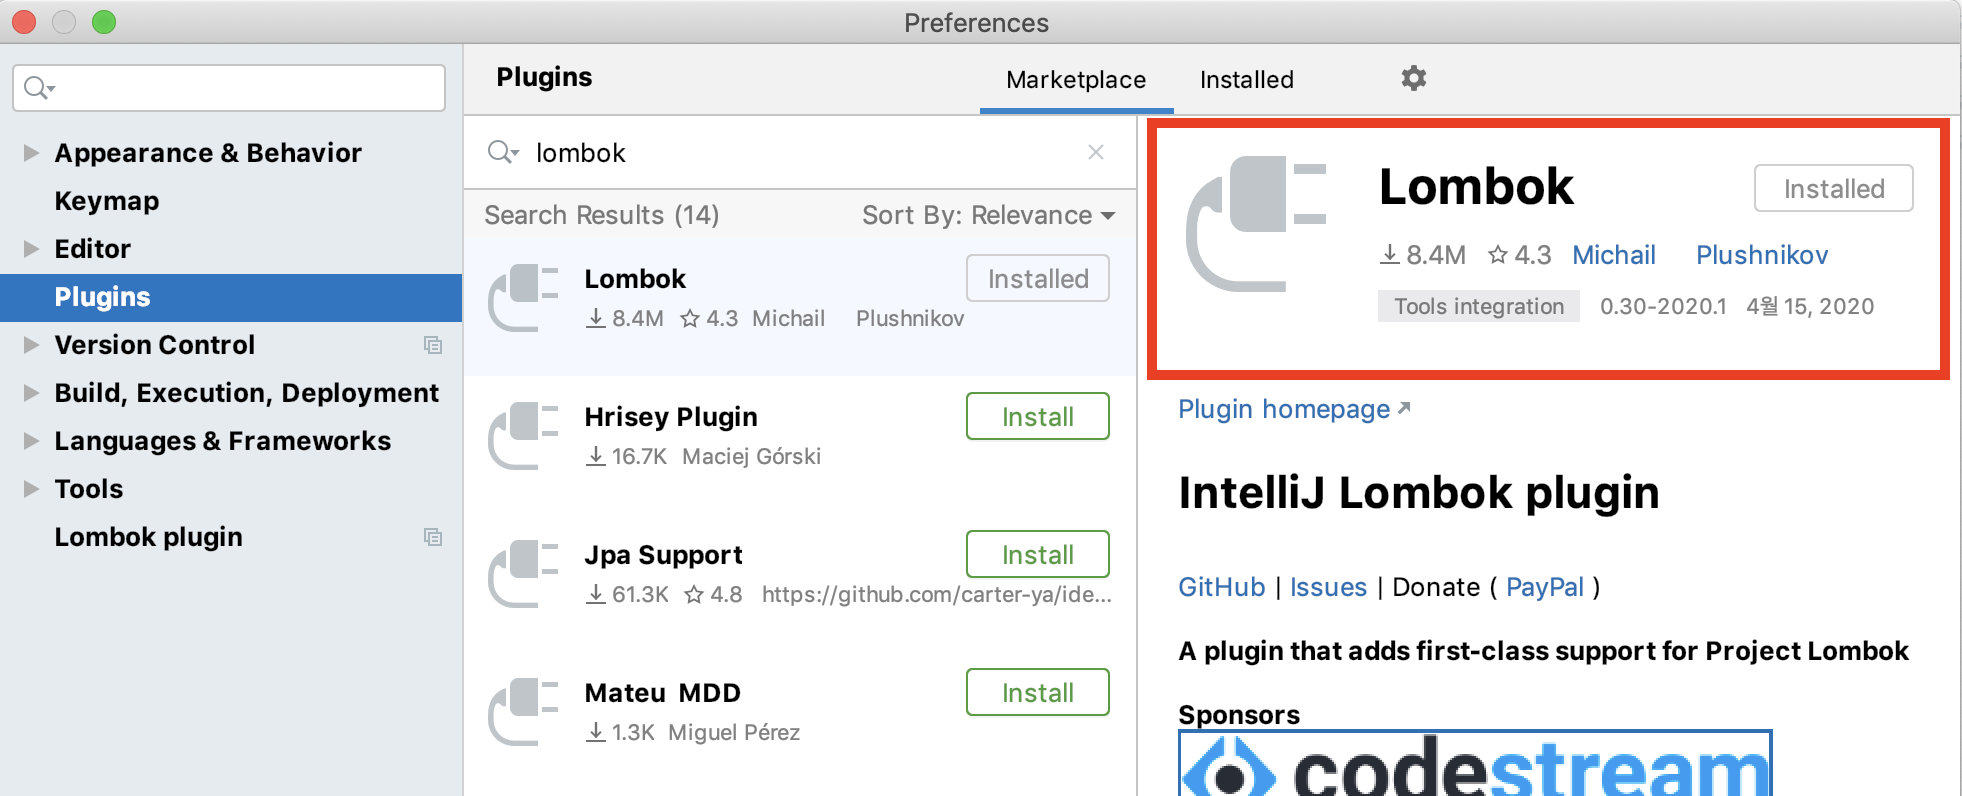 Preferences
Appearance & Behavior
Keymap
Editor
Plugins
Version Control
Build, Execution, Deployment
Languages & Frameworks
Tools
Lombok plugin
Plugins
Marketplace
Installed
lombok
Search Results (14)
Sort By: Relevance
Lombok
Installed
8.4M 4.3 Michail Plushnikov
Hrisey Plugin
Install
16.7K Maciej Górski
Jpa Support
Install
61.3K 4.8 https://github.com/carter-ya/ide...
Mateu MDD
Install
1.3K Miguel Pérez
Lombok
Installed
8.4M 4.3 Michail Plushnikov
Tools integration 0.30-2020.1 4월 15, 2020
Plugin homepage
IntelliJ Lombok plugin
GitHub | Issues | Donate ( PayPal )
A plugin that adds first-class support for Project Lombok
Sponsors
codestream